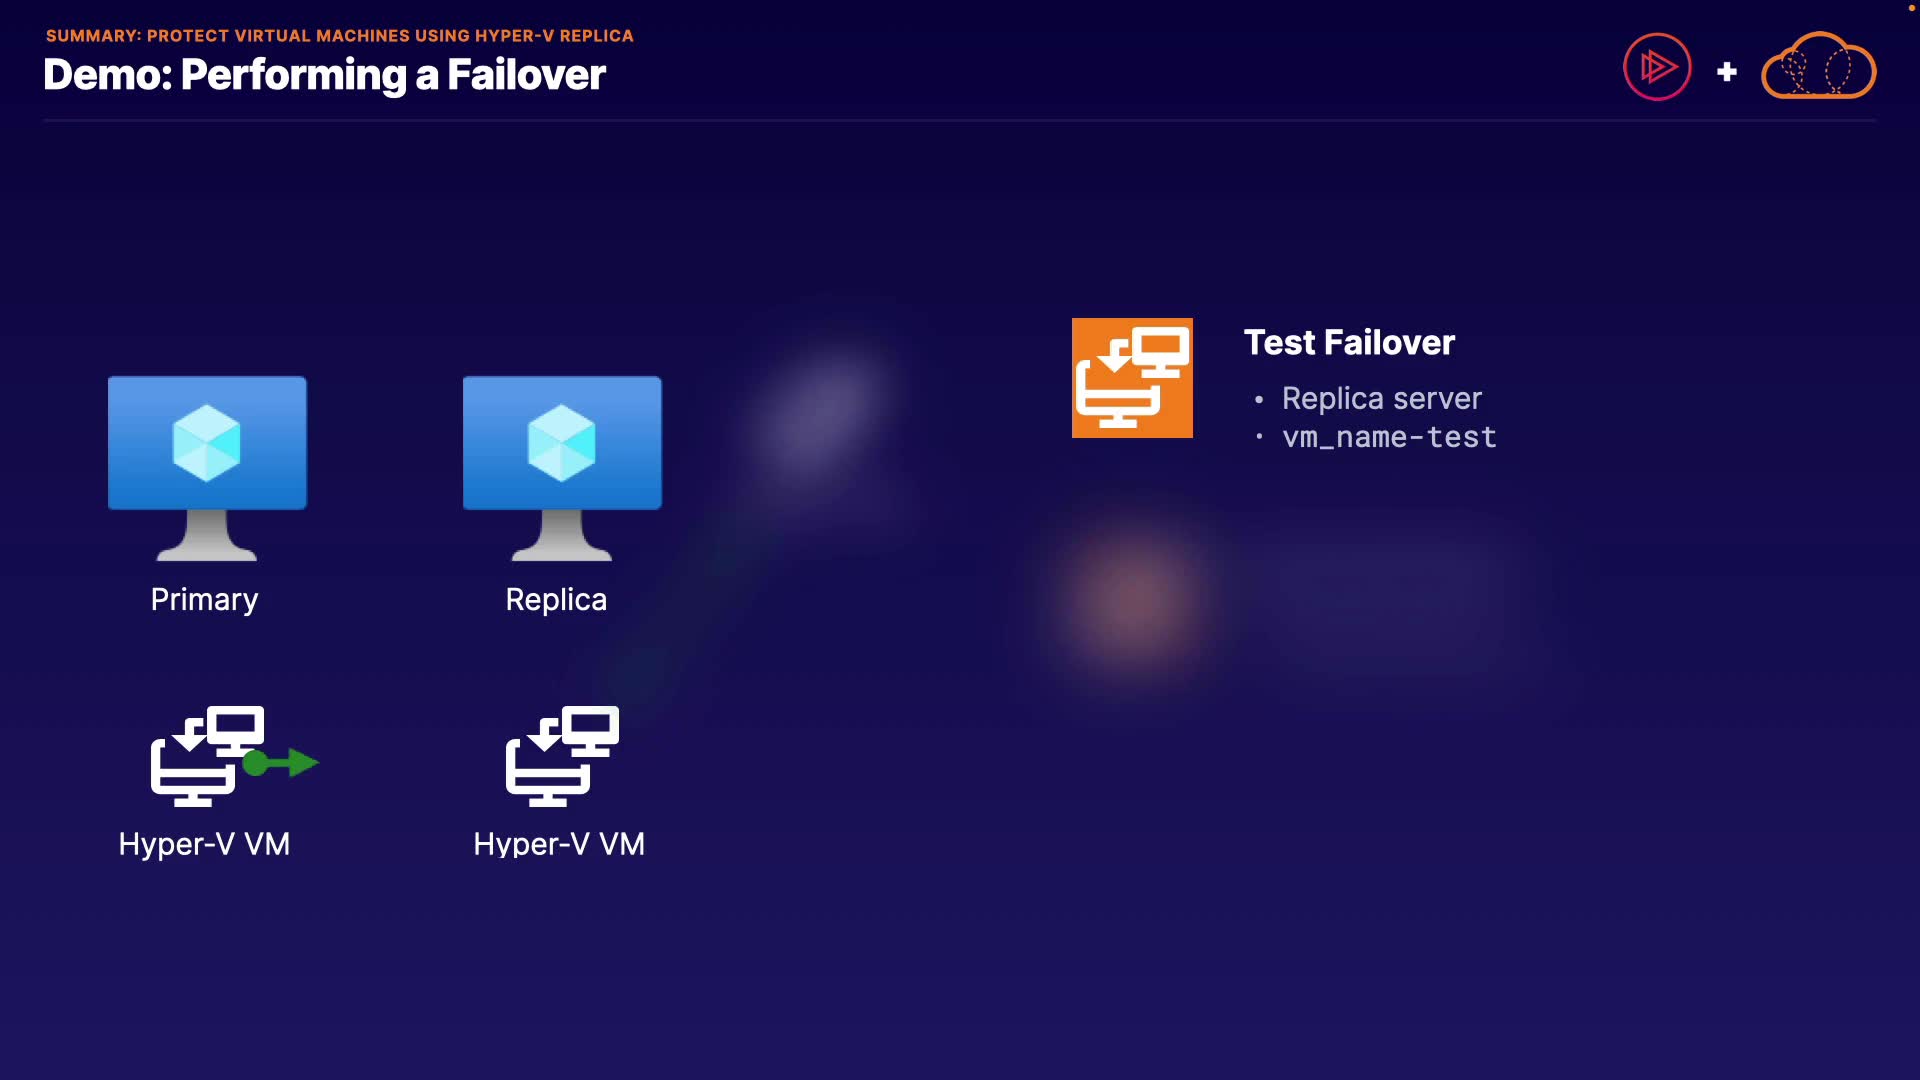 SUMMARY: PROTECT VIRTUAL MACHINES USING HYPER-V REPLICA
Demo: Performing a Failover
Test Failover
• Replica server
• vm_name-test
Primary
Replica
Hyper-V VM
Hyper-V VM